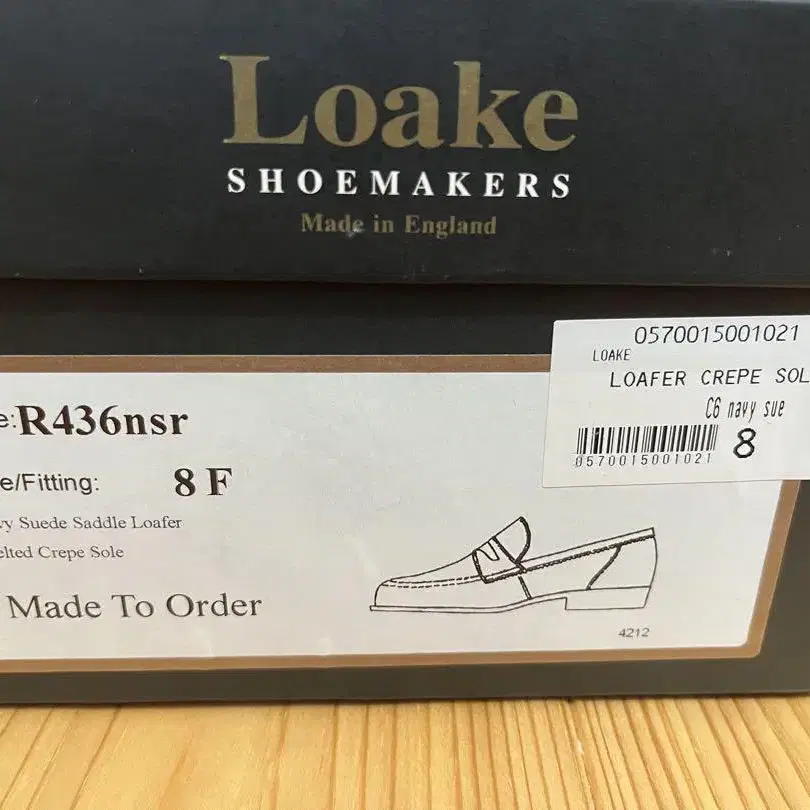 Loake
SHOEMAKERS
Made in England
0570015001021
LOAKE
LOAFER CREPE SOL
C6 navy sue
0570015001021
8
e:R436nsr
e/Fitting: 8 F
vy Suede Saddle Loafer
elted Crepe Sole
Made To Order
4212